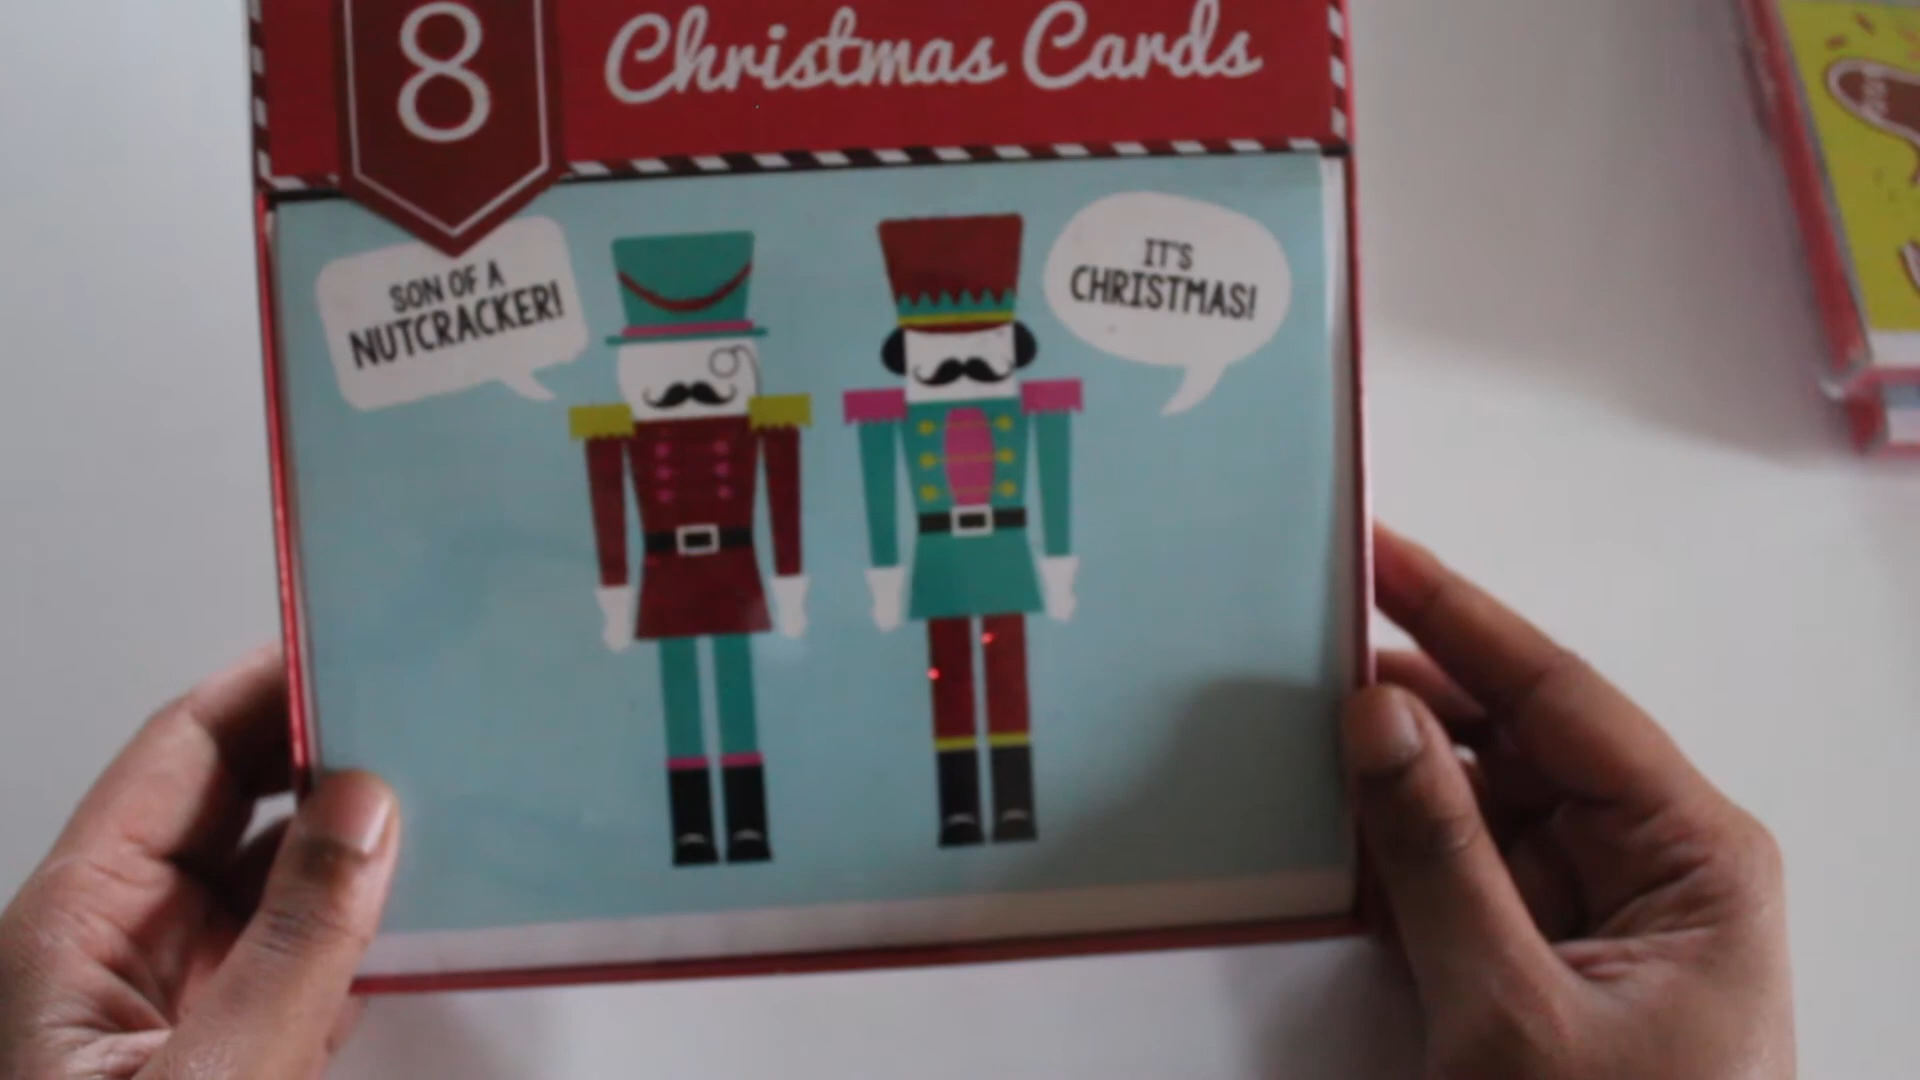 8
Christmas Cards
SON OF A
NUTCRACKER!
IT'S
CHRISTMAS!